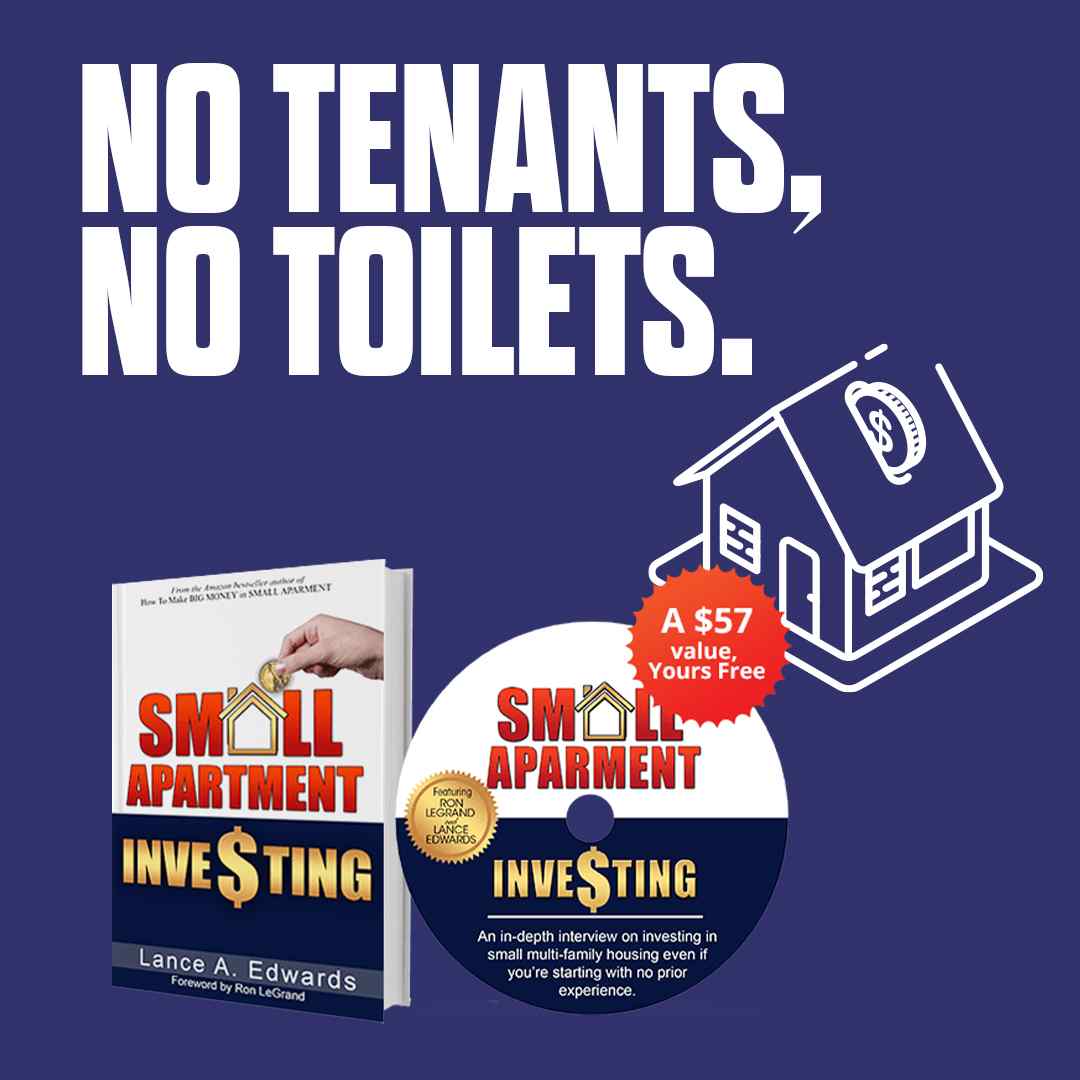 NO TENANTS,
NO TOILETS.
$
From the Amazon bestseller author of
How To Make BIG MONEY in SMALL APARMENT
SMALL
APARTMENT
INVE$TING
Lance A. Edwards
Foreword by Ron LeGrand
A $57
value,
Yours Free
SMALL
APARMENT
Featuring
RON
LEGRAND
and
LANCE
EDWARDS
INVE$TING
An in-depth interview on investing in
small multi-family housing even if
you're starting with no prior
experience.